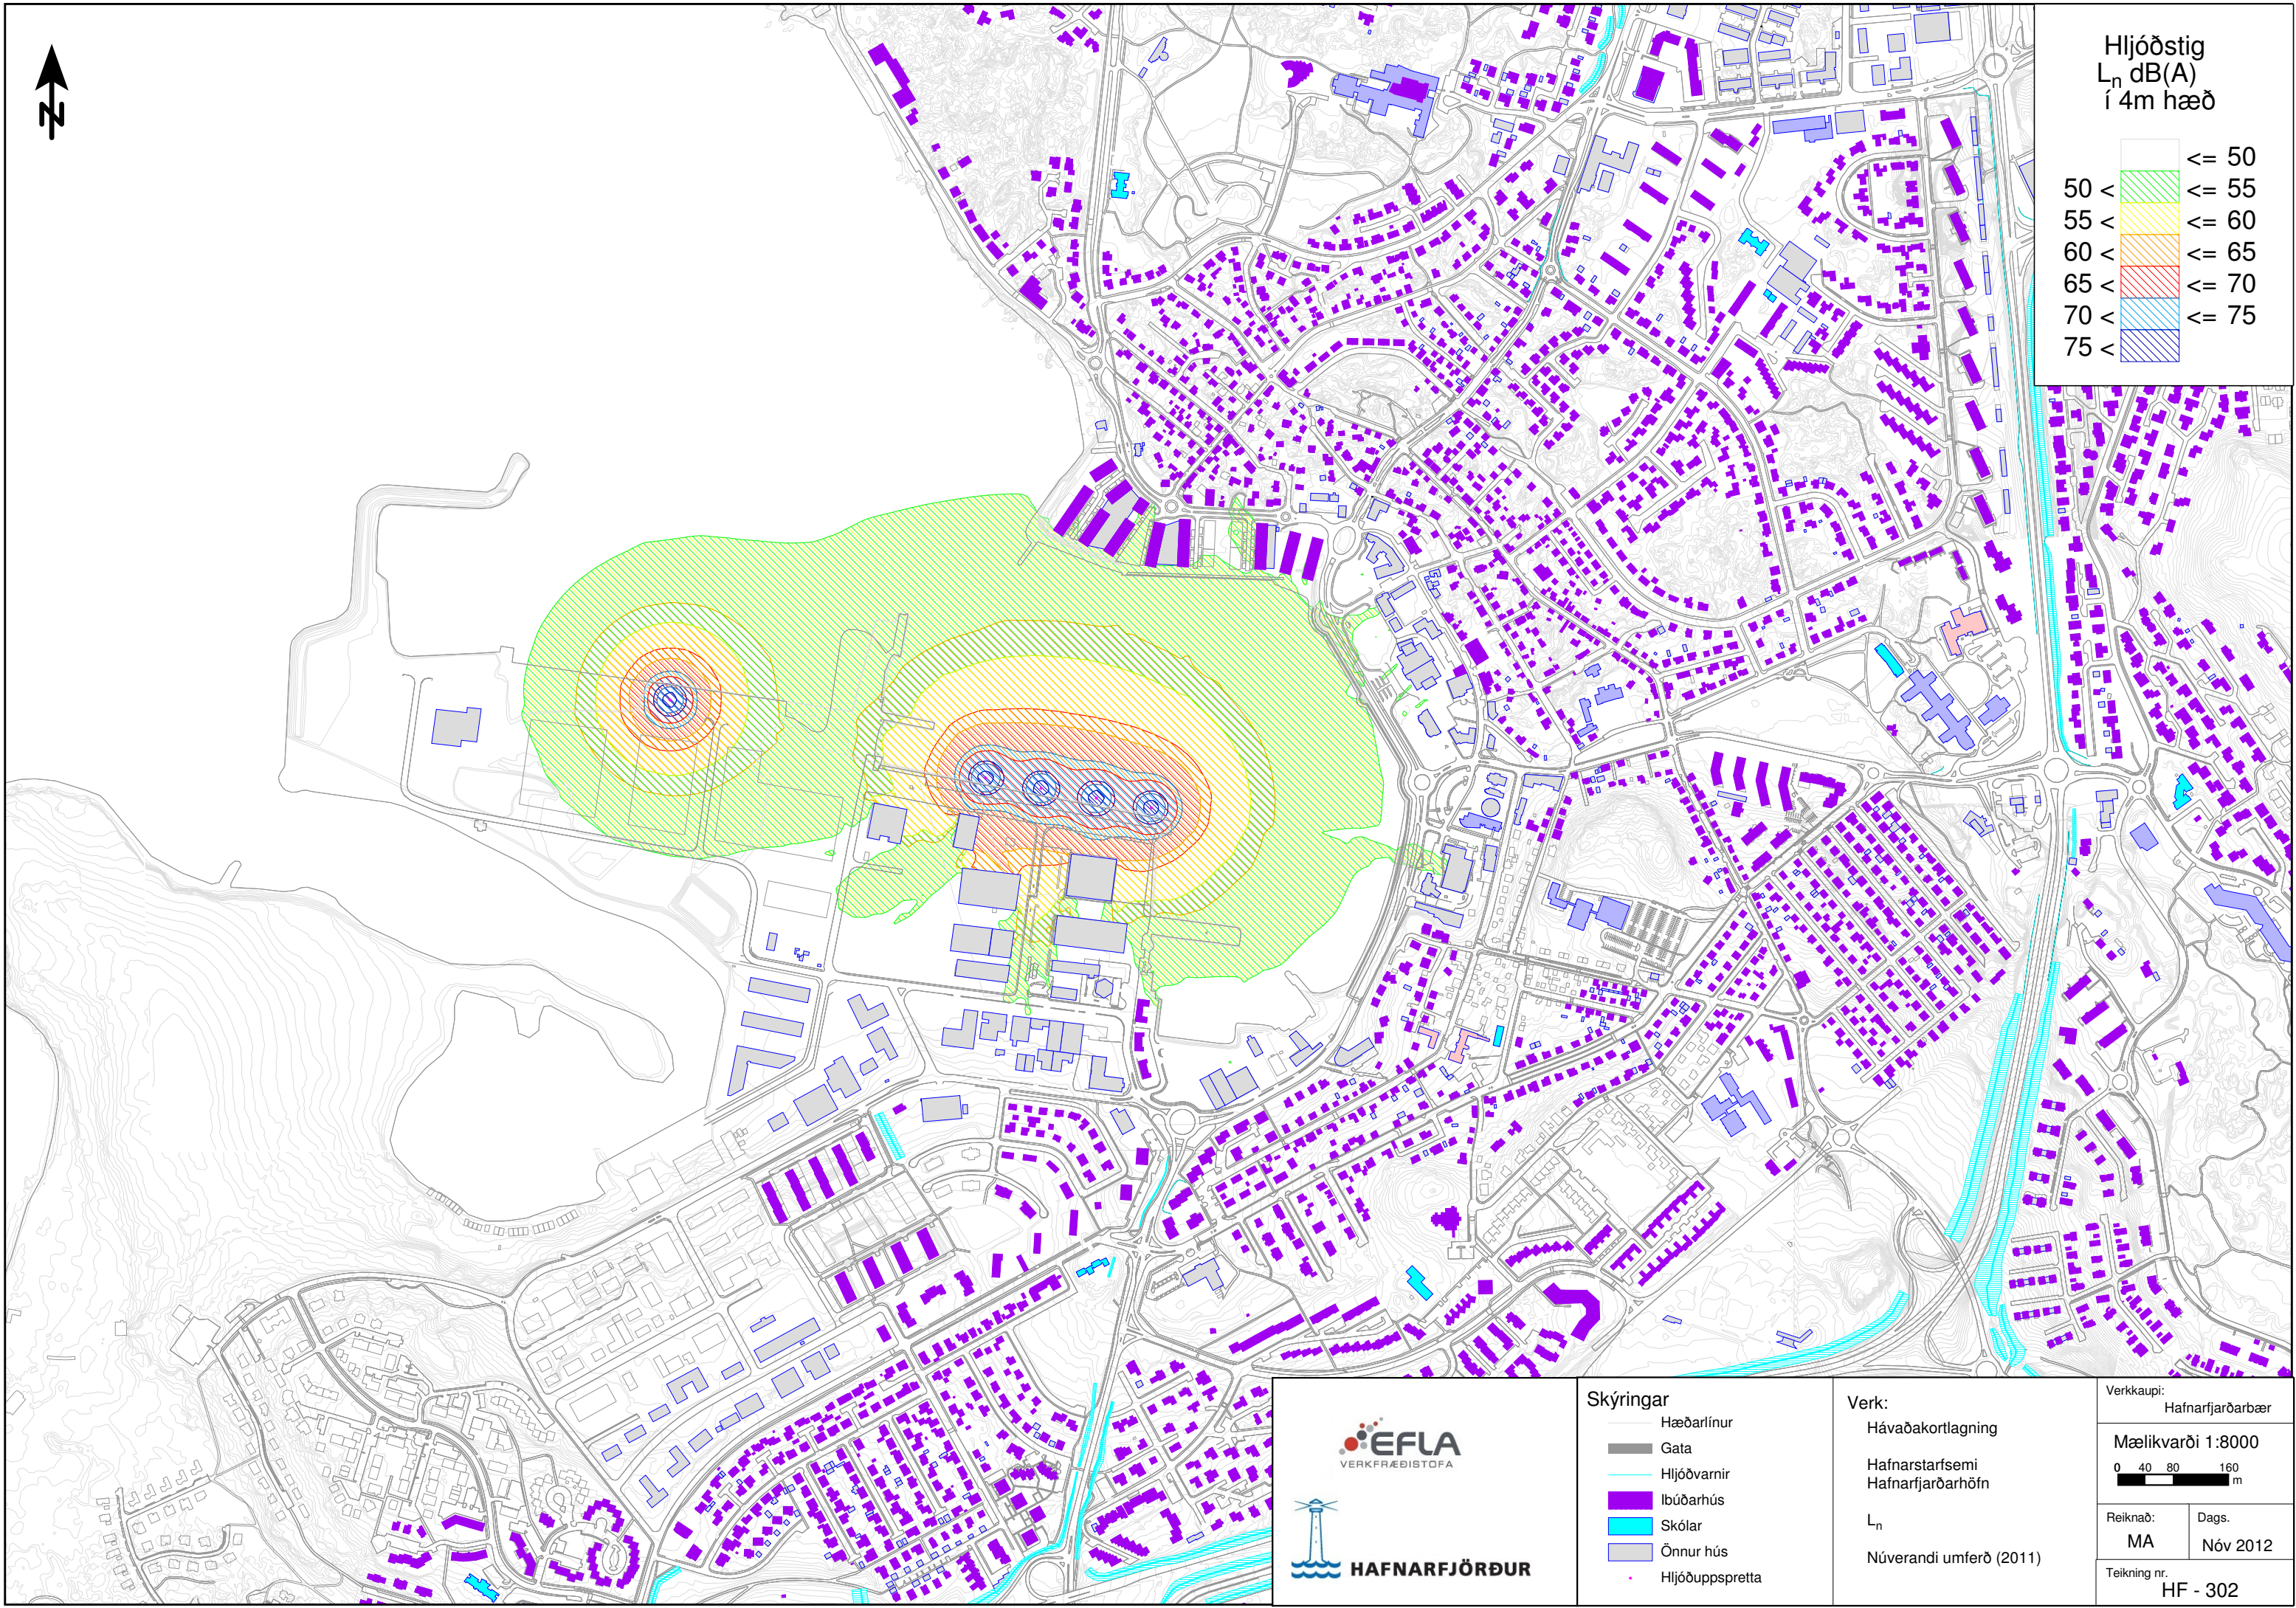 N
Hljóðstig
Ln dB(A)
í 4m hæð
<= 50
50 < <= 55
55 < <= 60
60 < <= 65
65 < <= 70
70 < <= 75
75 <
EFLA
VERKFRÆÐISTOFA
HAFNARFJÖRÐUR
Skýringar
Hæðarlínur
Gata
Hljóðvarnir
Ibúðarhús
Skólar
Önnur hús
Hljóðuppspretta
Verk:
Hávaðakortlagning
Hafnarstarfsemi
Hafnarfjarðarhöfn
Ln
Núverandi umferð (2011)
Verkkaupi:
Hafnarfjarðarbær
Mælikvarði 1:8000
0 40 80 160
m
Reiknað:
MA
Dags.
Nóv 2012
Teikning nr.
HF - 302